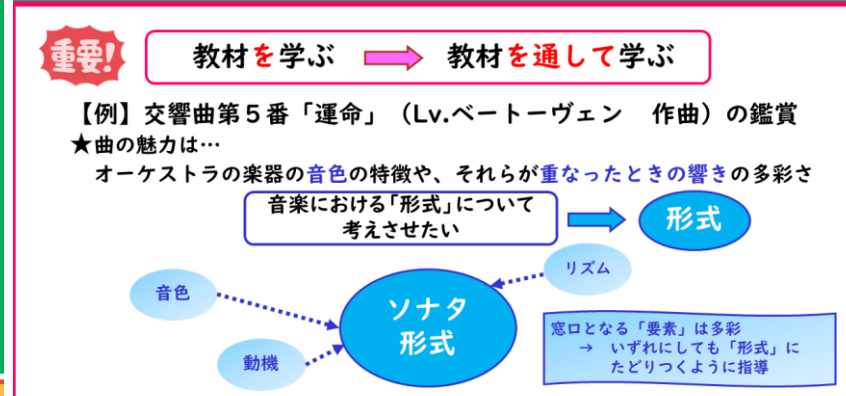 重要!
教材を学ぶ 教材を通して学ぶ
【例】交響曲第5番「運命」（Lv.ベートーヴェン 作曲）の鑑賞
★曲の魅力は…
オーケストラの楽器の音色の特徴や、それらが重なったときの響きの多彩さ
音楽における「形式」について
考えさせたい
形式
リズム
音色
ソナタ
形式
動機
窓口となる「要素」は多彩
→ いずれにしても「形式」に
たどりつくように指導